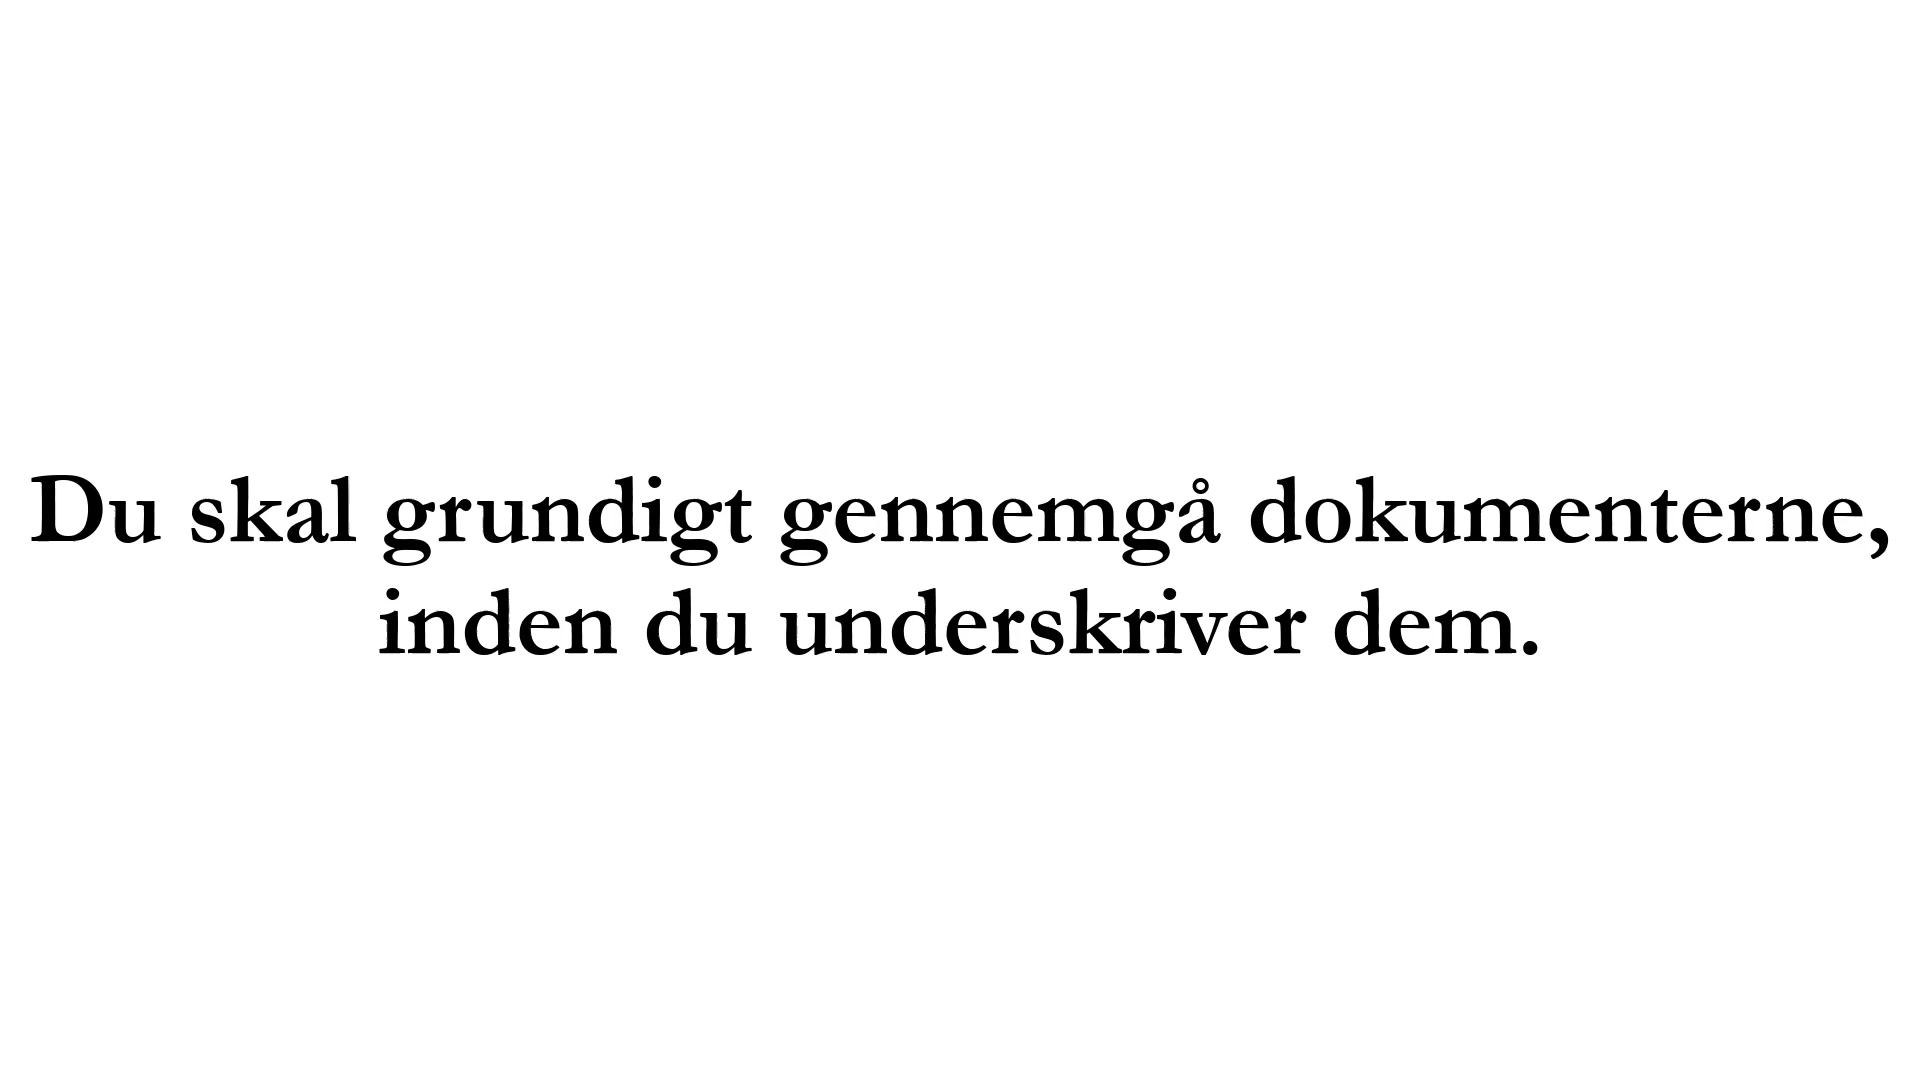 Du skal grundigt gennemgå dokumenterne,
inden du underskriver dem.